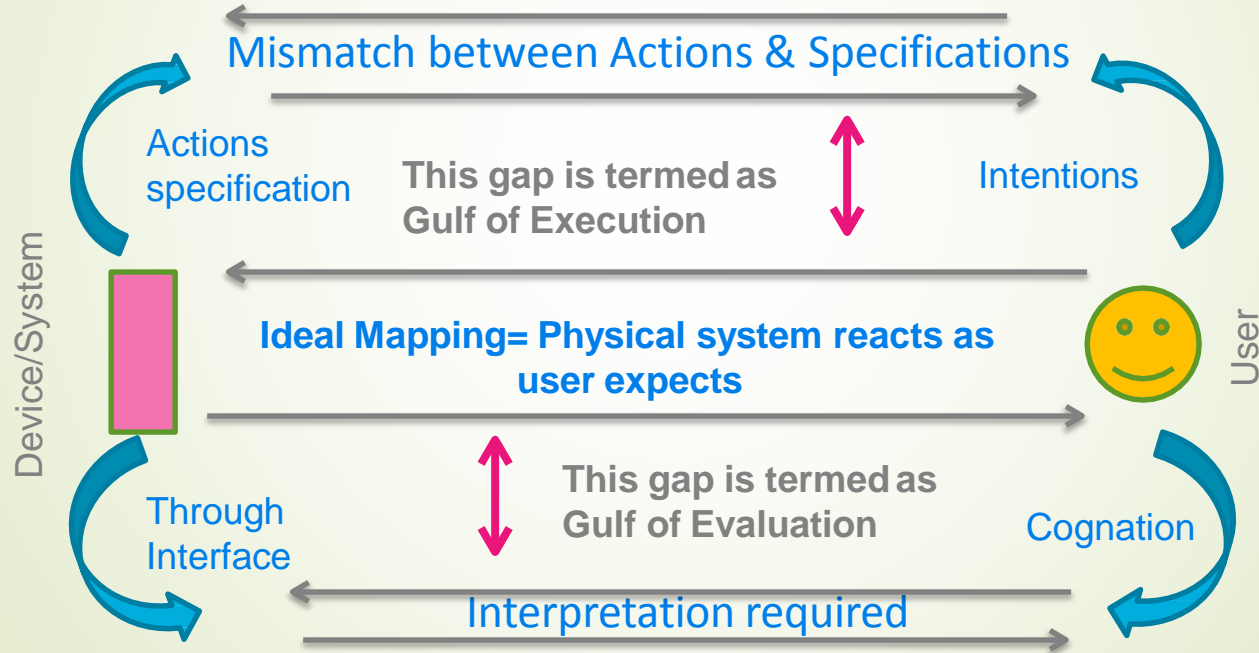 Mismatch between Actions & Specifications
Actions
specification
This gap is termed as
Gulf of Execution
Intentions
Device/System
Ideal Mapping= Physical system reacts as
user expects
User
This gap is termed as
Gulf of Evaluation
Through
Interface
Cognation
Interpretation required